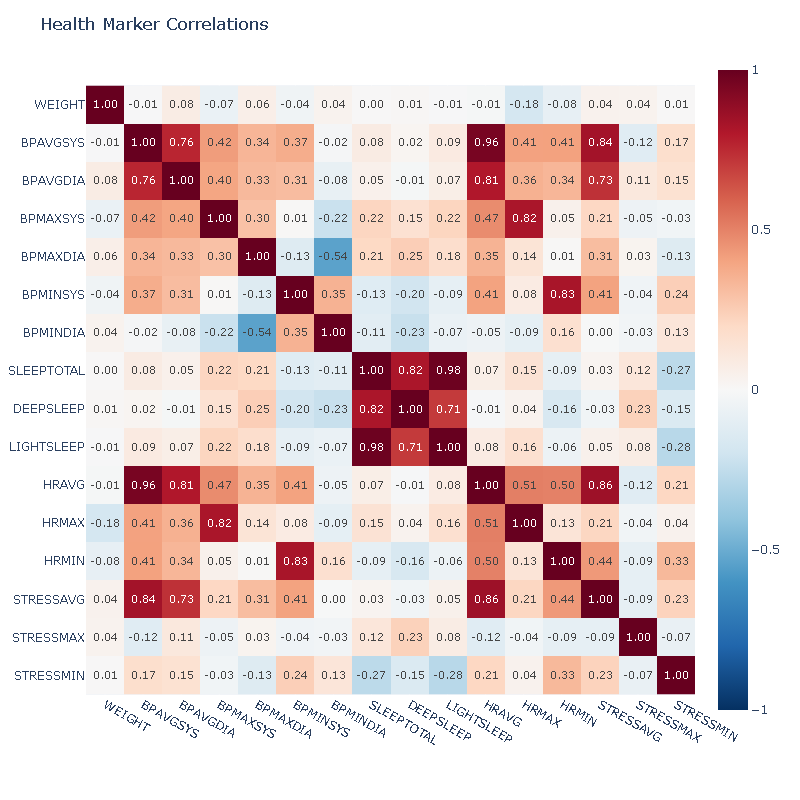 Health Marker Correlations
WEIGHT 1.00 −0.01 0.08 −0.07 0.06 −0.04 0.04 0.00 0.01 −0.01 −0.01 −0.18 −0.08 0.04 0.04 0.01
BPAVGSYS −0.01 1.00 0.76 0.42 0.34 0.37 −0.02 0.08 0.02 0.09 0.96 0.41 0.41 0.84 −0.12 0.17
BPAVGDIA 0.08 0.76 1.00 0.40 0.33 0.31 −0.08 0.05 −0.01 0.07 0.81 0.36 0.34 0.73 0.11 0.15
BPMAXSYS −0.07 0.42 0.40 1.00 0.30 0.01 −0.22 0.22 0.15 0.22 0.47 0.82 0.05 0.21 −0.05 −0.03
BPMAXDIA 0.06 0.34 0.33 0.30 1.00 −0.13 −0.54 0.21 0.25 0.18 0.35 0.14 0.01 0.31 0.03 −0.13
BPMINSYS −0.04 0.37 0.31 0.01 −0.13 1.00 0.35 −0.13 −0.20 −0.09 0.41 0.08 0.83 0.41 −0.04 0.24
BPMINDIA 0.04 −0.02 −0.08 −0.22 −0.54 0.35 1.00 −0.11 −0.23 −0.07 −0.05 −0.09 0.16 0.00 −0.03 0.13
SLEEPTOTAL 0.00 0.08 0.05 0.22 0.21 −0.13 −0.11 1.00 0.82 0.98 0.07 0.15 −0.09 0.03 0.12 −0.27
DEEPSLEEP 0.01 0.02 −0.01 0.15 0.25 −0.20 −0.23 0.82 1.00 0.71 −0.01 0.04 −0.16 −0.03 0.23 −0.15
LIGHTSLEEP −0.01 0.09 0.07 0.22 0.18 −0.09 −0.07 0.98 0.71 1.00 0.08 0.16 −0.06 0.05 0.08 −0.28
HRAVG −0.01 0.96 0.81 0.47 0.35 0.41 −0.05 0.07 −0.01 0.08 1.00 0.51 0.50 0.86 −0.12 0.21
HRMAX −0.18 0.41 0.36 0.82 0.14 0.08 −0.09 0.15 0.04 0.16 0.51 1.00 0.13 0.21 −0.04 0.04
HRMIN −0.08 0.41 0.34 0.05 0.01 0.83 0.16 −0.09 −0.16 −0.06 0.50 0.13 1.00 0.44 −0.09 0.33
STRESSAVG 0.04 0.84 0.73 0.21 0.31 0.41 0.00 0.03 −0.03 0.05 0.86 0.21 0.44 1.00 −0.09 0.23
STRESSMAX 0.04 −0.12 0.11 −0.05 0.03 −0.04 −0.03 0.12 0.23 0.08 −0.12 −0.04 −0.09 −0.09 1.00 −0.07
STRESSMIN 0.01 0.17 0.15 −0.03 −0.13 0.24 0.13 −0.27 −0.15 −0.28 0.21 0.04 0.33 0.23 −0.07 1.00
WEIGHT BPAVGSYS BPAVGDIA BPMAXSYS BPMAXDIA BPMINSYS BPMINDIA SLEEPTOTAL DEEPSLEEP LIGHTSLEEP HRAVG HRMAX HRMIN STRESSAVG STRESSMAX STRESSMIN
1
0.5
0
−0.5
−1